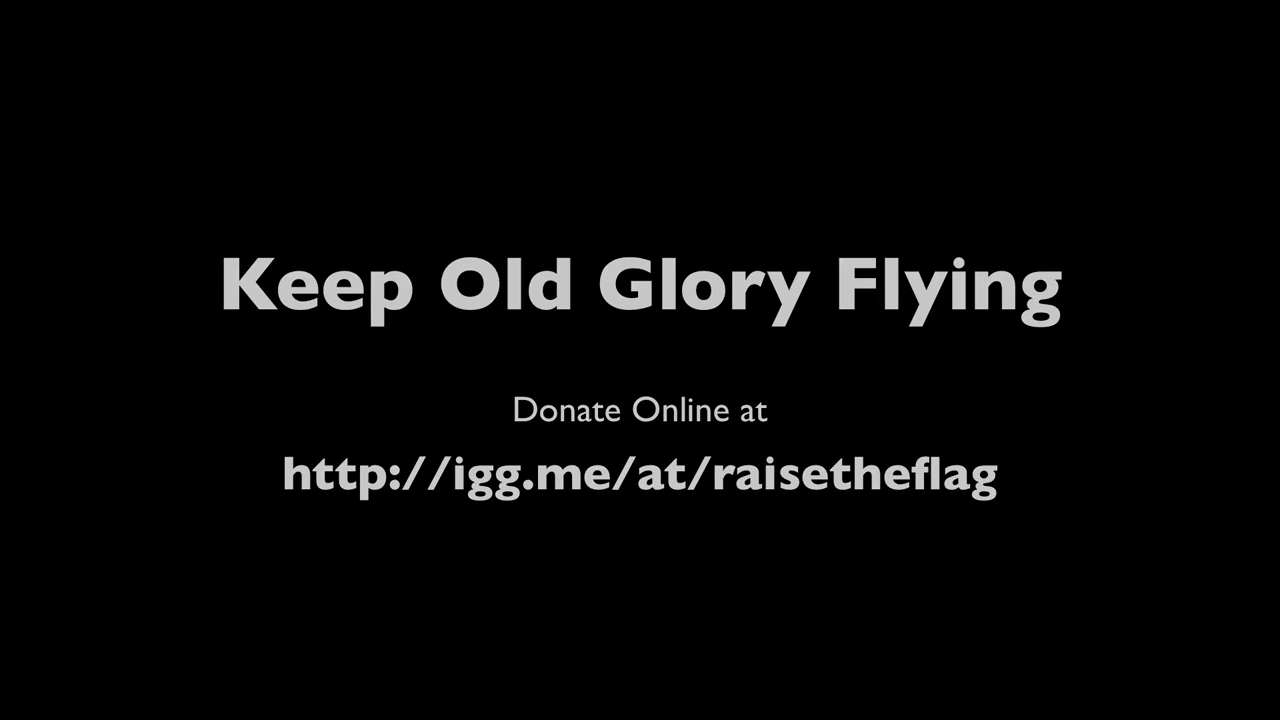 Keep Old Glory Flying
Donate Online at
http://igg.me/at/raisetheflag